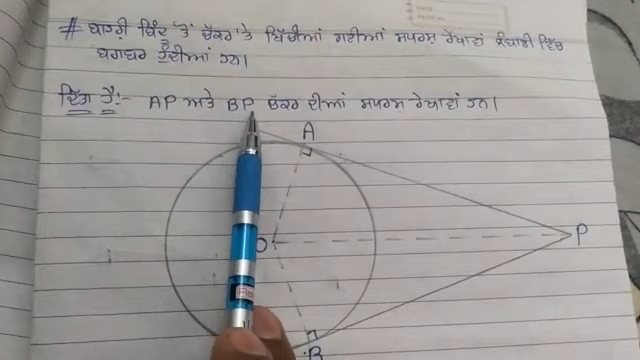 # ਬਾਹਰੀ ਬਿੰਦੂ ਤੋਂ ਚੱਕਰ 'ਤੇ ਖਿੱਚੀਆਂ ਗਈਆਂ ਸਪਰਸ਼ ਰੇਖਾਵਾਂ ਲੰਬਾਈ ਵਿੱਚ
ਬਰਾਬਰ ਹੁੰਦੀਆਂ ਹਨ।
ਦਿੱਤਾ ਹੈ:- AP ਅਤੇ BP ਚੱਕਰ ਦੀਆਂ ਸਪਰਸ਼ ਰੇਖਾਵਾਂ ਹਨ।
A
O
P
B